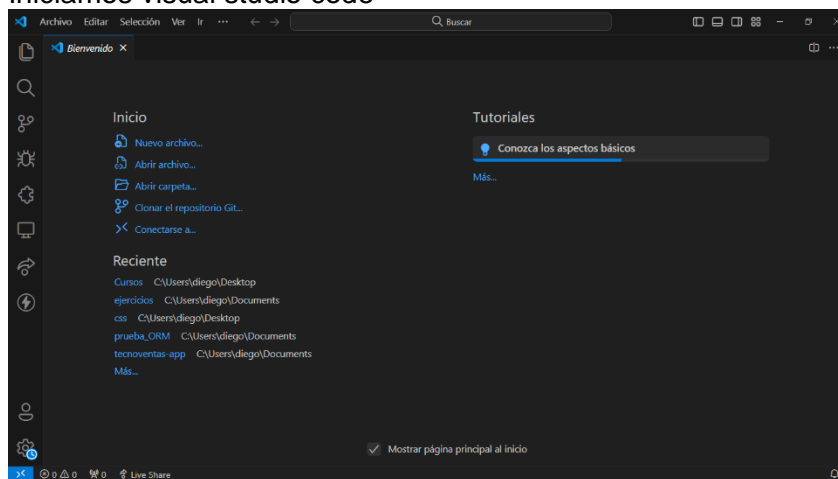 Iniciamos visual studio code
Archivo Editar Selección Ver Ir ··· Buscar
Bienvenido
Inicio
Nuevo archivo...
Abrir archivo...
Abrir carpeta...
Clonar el repositorio Git...
Conectarse a...
Reciente
Cursos C:\Users\diego\Desktop
ejercicios C:\Users\diego\Documents
css C:\Users\diego\Desktop
prueba_ORM C:\Users\diego\Documents
tecnoventas-app C:\Users\diego\Documents
Más...
Tutoriales
Conozca los aspectos básicos
Más...
Mostrar página principal al inicio
0 0 0 Live Share